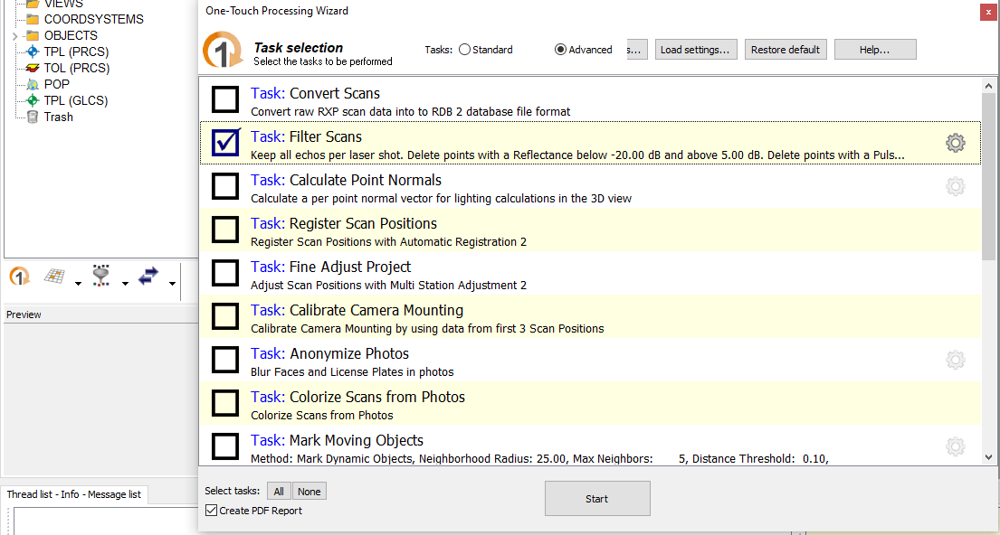 VIEWS
COORDSYSTEMS
OBJECTS
TPL (PRCS)
TOL (PRCS)
POP
TPL (GLCS)
Trash
Preview
Thread list - Info - Message list
One-Touch Processing Wizard
x
1
Task selection
Select the tasks to be performed
Tasks: Standard Advanced s... Load settings... Restore default Help...
Task: Convert Scans
Convert raw RXP scan data into to RDB 2 database file format
Task: Filter Scans
Keep all echos per laser shot. Delete points with a Reflectance below -20.00 dB and above 5.00 dB. Delete points with a Puls...
Task: Calculate Point Normals
Calculate a per point normal vector for lighting calculations in the 3D view
Task: Register Scan Positions
Register Scan Positions with Automatic Registration 2
Task: Fine Adjust Project
Adjust Scan Positions with Multi Station Adjustment 2
Task: Calibrate Camera Mounting
Calibrate Camera Mounting by using data from first 3 Scan Positions
Task: Anonymize Photos
Blur Faces and License Plates in photos
Task: Colorize Scans from Photos
Colorize Scans from Photos
Task: Mark Moving Objects
Method: Mark Dynamic Objects, Neighborhood Radius: 25.00, Max Neighbors: 5, Distance Threshold: 0.10,
Select tasks: All None
Create PDF Report
Start